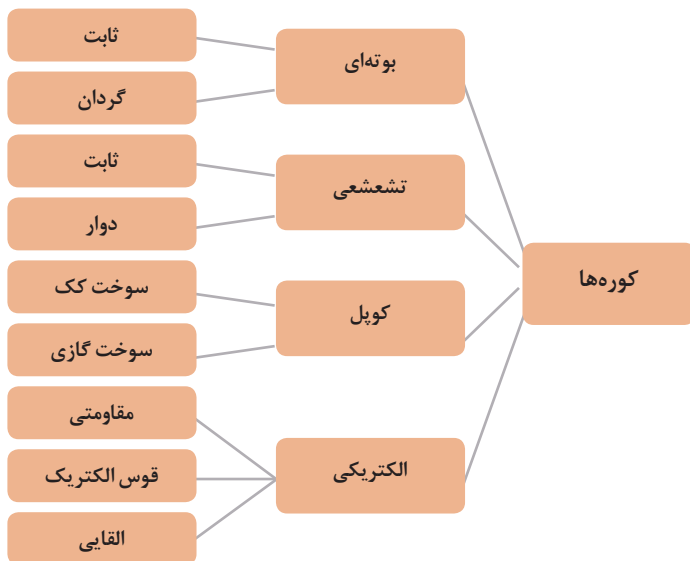 کوره‌ها
بوته‌ای
ثابت
گردان
تشعشعی
ثابت
دوار
کوپل
سوخت کک
سوخت گازی
الکتریکی
مقاومتی
قوس الکتریک
القایی